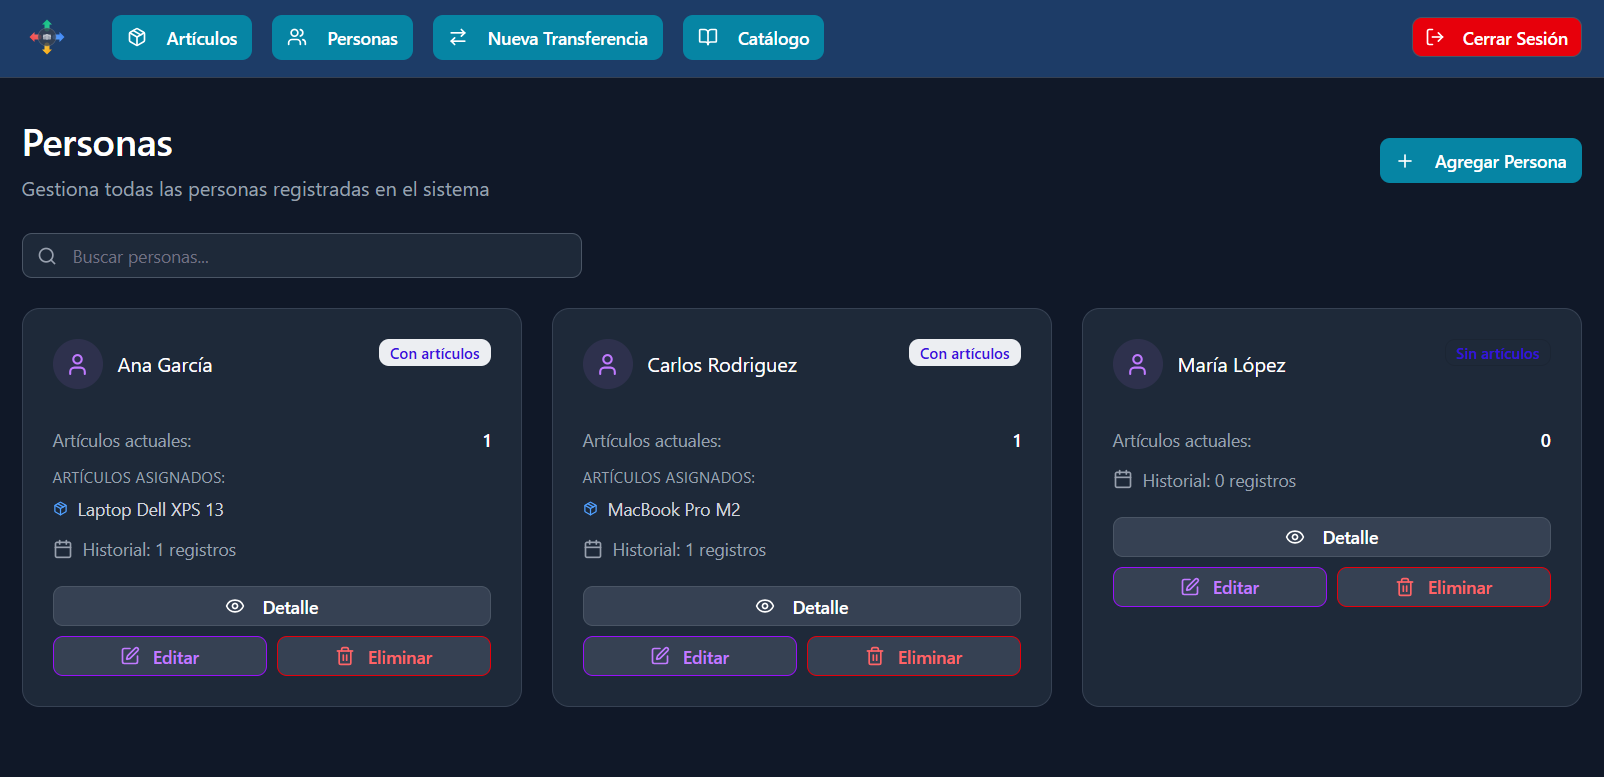 Artículos
Personas
Nueva Transferencia
Catálogo
Cerrar Sesión
Personas
Gestiona todas las personas registradas en el sistema
Agregar Persona
Buscar personas...
Ana García
Con artículos
Artículos actuales: 1
ARTÍCULOS ASIGNADOS:
Laptop Dell XPS 13
Historial: 1 registros
Detalle
Editar
Eliminar
Carlos Rodriguez
Con artículos
Artículos actuales: 1
ARTÍCULOS ASIGNADOS:
MacBook Pro M2
Historial: 1 registros
Detalle
Editar
Eliminar
María López
Sin artículos
Artículos actuales: 0
Historial: 0 registros
Detalle
Editar
Eliminar